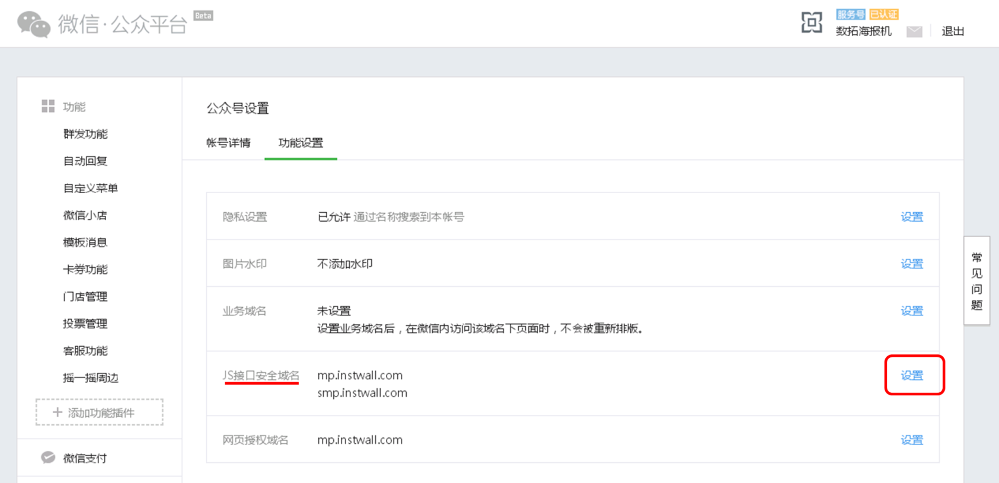 微信·公众平台 Beta
服务号 已认证
数拓海报机 退出
功能
群发功能
自动回复
自定义菜单
微信小店
模板消息
卡券功能
门店管理
投票管理
客服功能
摇一摇周边
+ 添加功能插件
微信支付
公众号设置
帐号详情 功能设置
隐私设置 已允许 通过名称搜索到本帐号 设置
图片水印 不添加水印 设置
业务域名 未设置 设置
设置业务域名后，在微信内访问该域名下页面时，不会被重新排版。
JS接口安全域名 mp.instwall.com 设置
smp.instwall.com
网页授权域名 mp.instwall.com 设置
常见问题